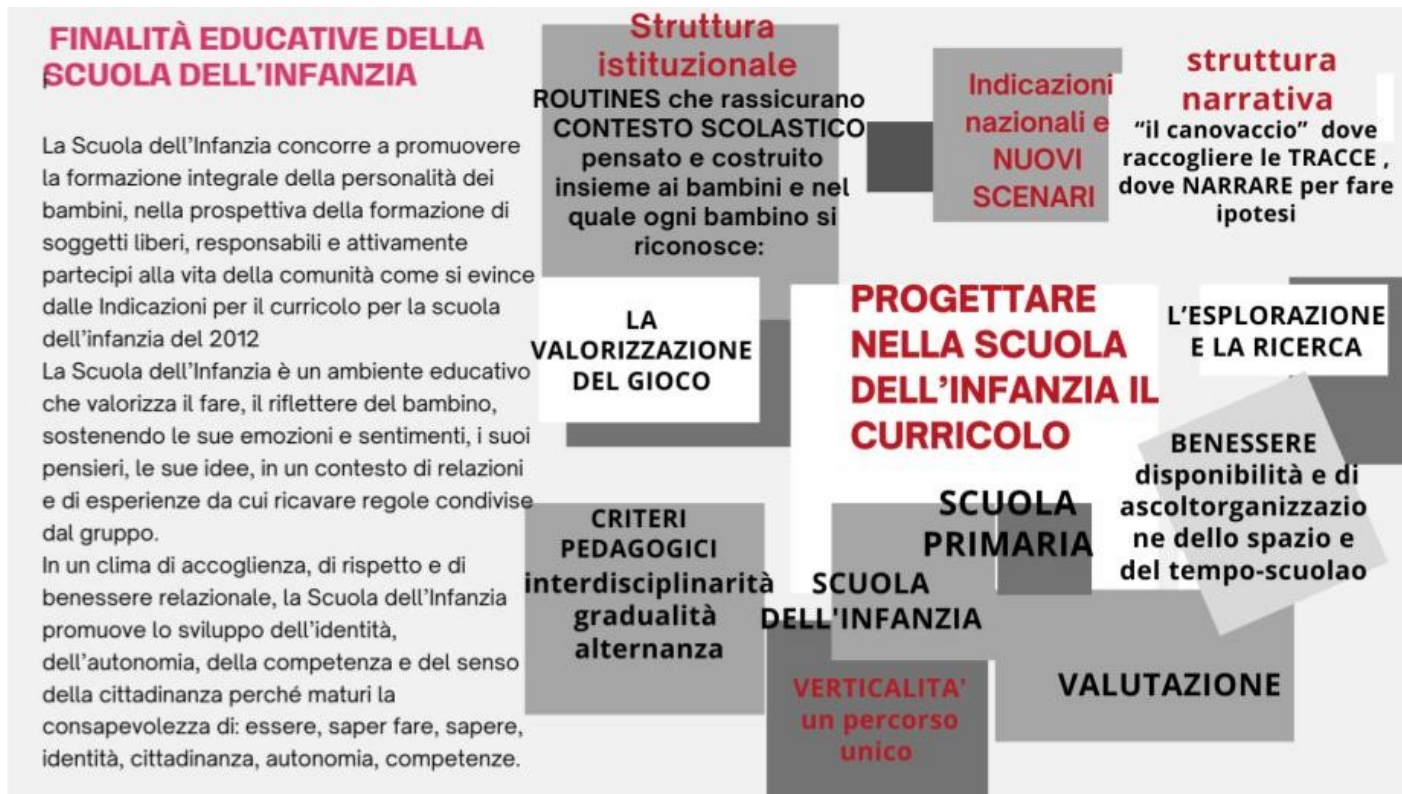 FINALITÀ EDUCATIVE DELLA
SCUOLA DELL'INFANZIA
La Scuola dell'Infanzia concorre a promuovere
la formazione integrale della personalità dei
bambini, nella prospettiva della formazione di
soggetti liberi, responsabili e attivamente
partecipi alla vita della comunità come si evince
dalle Indicazioni per il curricolo per la scuola
dell'infanzia del 2012
La Scuola dell'Infanzia è un ambiente educativo
che valorizza il fare, il riflettere del bambino,
sostenendo le sue emozioni e sentimenti, i suoi
pensieri, le sue idee, in un contesto di relazioni
e di esperienze da cui ricavare regole condivise
dal gruppo.
In un clima di accoglienza, di rispetto e di
benessere relazionale, la Scuola dell'Infanzia
promuove lo sviluppo dell'identità,
dell'autonomia, della competenza e del senso
della cittadinanza perché maturi la
consapevolezza di: essere, saper fare, sapere,
identità, cittadinanza, autonomia, competenze.
Struttura
istituzionale
ROUTINES che rassicurano
CONTESTO SCOLASTICO
pensato e costruito
insieme ai bambini e nel
quale ogni bambino si
riconosce:
Indicazioni
nazionali e
NUOVI
SCENARI
struttura
narrativa
"il canovaccio" dove
raccogliere le TRACCE ,
dove NARRARE per fare
ipotesi
LA
VALORIZZAZIONE
DEL GIOCO
PROGETTARE
NELLA SCUOLA
DELL'INFANZIA IL
CURRICOLO
L'ESPLORAZIONE
E LA RICERCA
BENESSERE
disponibilità e di
ascoltorganizzazio
ne dello spazio e
del tempo-scuolao
CRITERI
PEDAGOGICI
interdisciplinarità
gradualità
alternanza
SCUOLA
PRIMARIA
SCUOLA
DELL'INFANZIA
VERTICALITA'
un percorso
unico
VALUTAZIONE